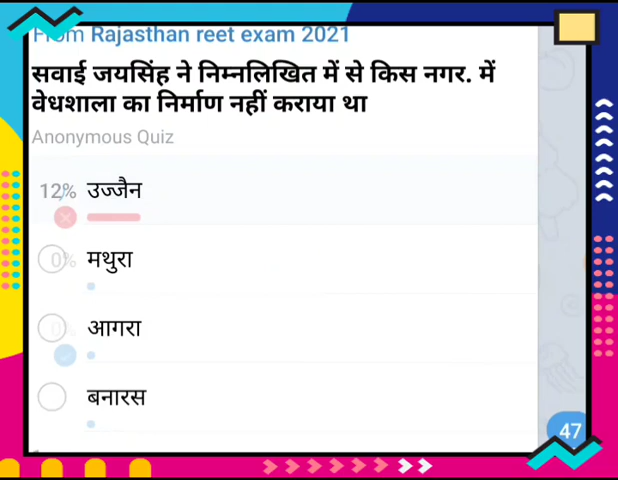 From Rajasthan reet exam 2021
सवाई जयसिंह ने निम्नलिखित में से किस नगर. में
वेधशाला का निर्माण नहीं कराया था
Anonymous Quiz
12% उज्जैन
0% मथुरा
0% आगरा
बनारस
47